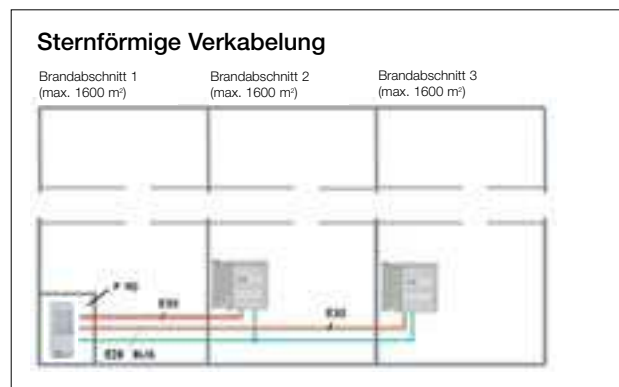 Sternförmige Verkabelung
Brandabschnitt 1
(max. 1600 m²)
Brandabschnitt 2
(max. 1600 m²)
Brandabschnitt 3
(max. 1600 m²)
E30
E30